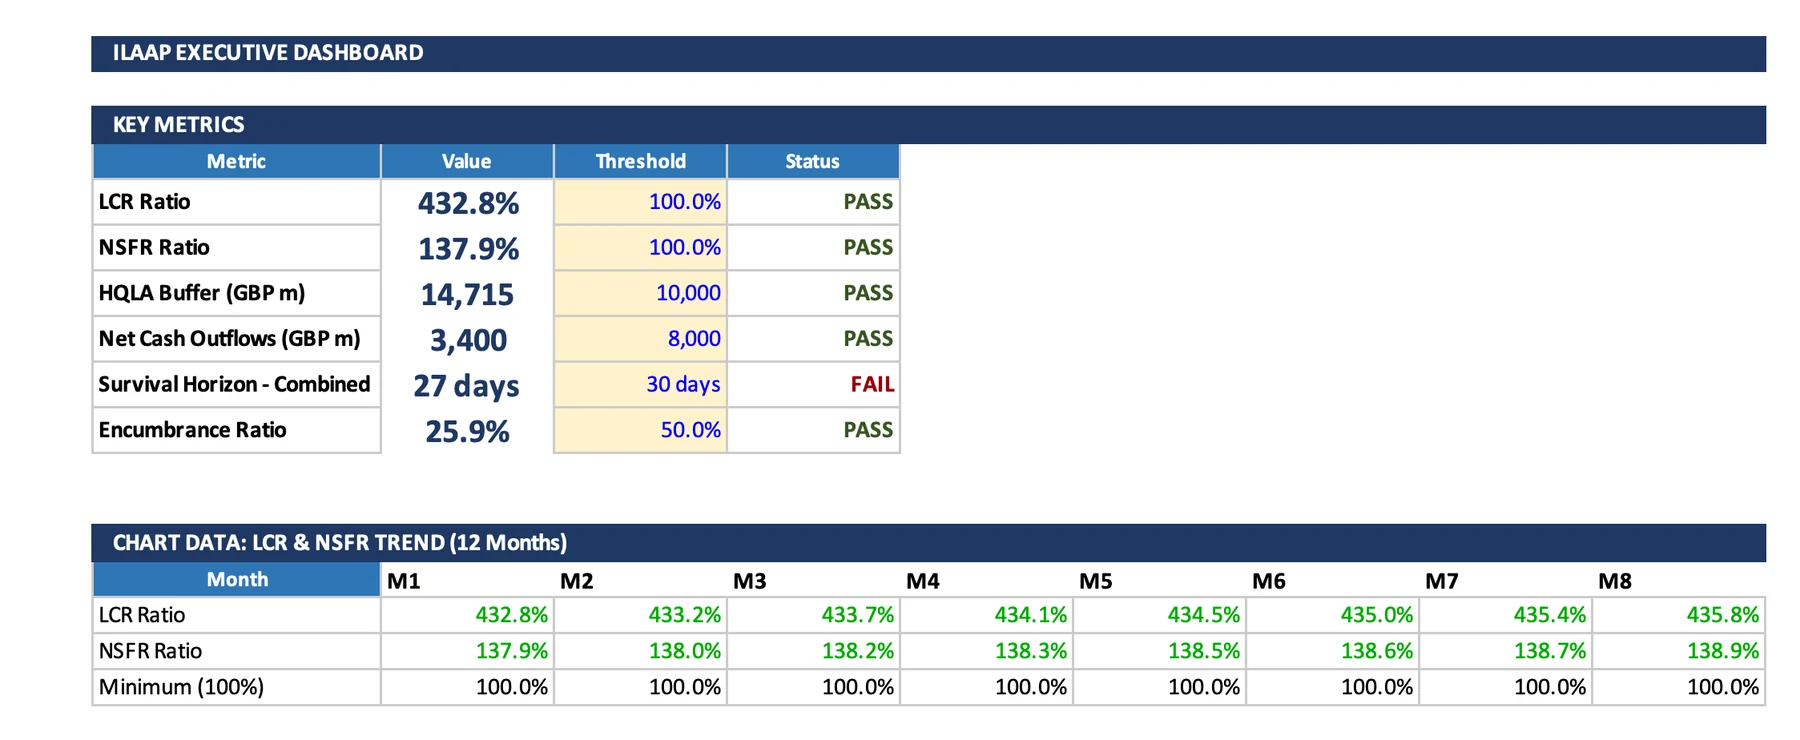 ILAAP EXECUTIVE DASHBOARD
KEY METRICS
Metric Value Threshold Status
LCR Ratio 432.8% 100.0% PASS
NSFR Ratio 137.9% 100.0% PASS
HQLA Buffer (GBP m) 14,715 10,000 PASS
Net Cash Outflows (GBP m) 3,400 8,000 PASS
Survival Horizon - Combined 27 days 30 days FAIL
Encumbrance Ratio 25.9% 50.0% PASS
CHART DATA: LCR & NSFR TREND (12 Months)
Month M1 M2 M3 M4 M5 M6 M7 M8
LCR Ratio 432.8% 433.2% 433.7% 434.1% 434.5% 435.0% 435.4% 435.8%
NSFR Ratio 137.9% 138.0% 138.2% 138.3% 138.5% 138.6% 138.7% 138.9%
Minimum (100%) 100.0% 100.0% 100.0% 100.0% 100.0% 100.0% 100.0% 100.0%